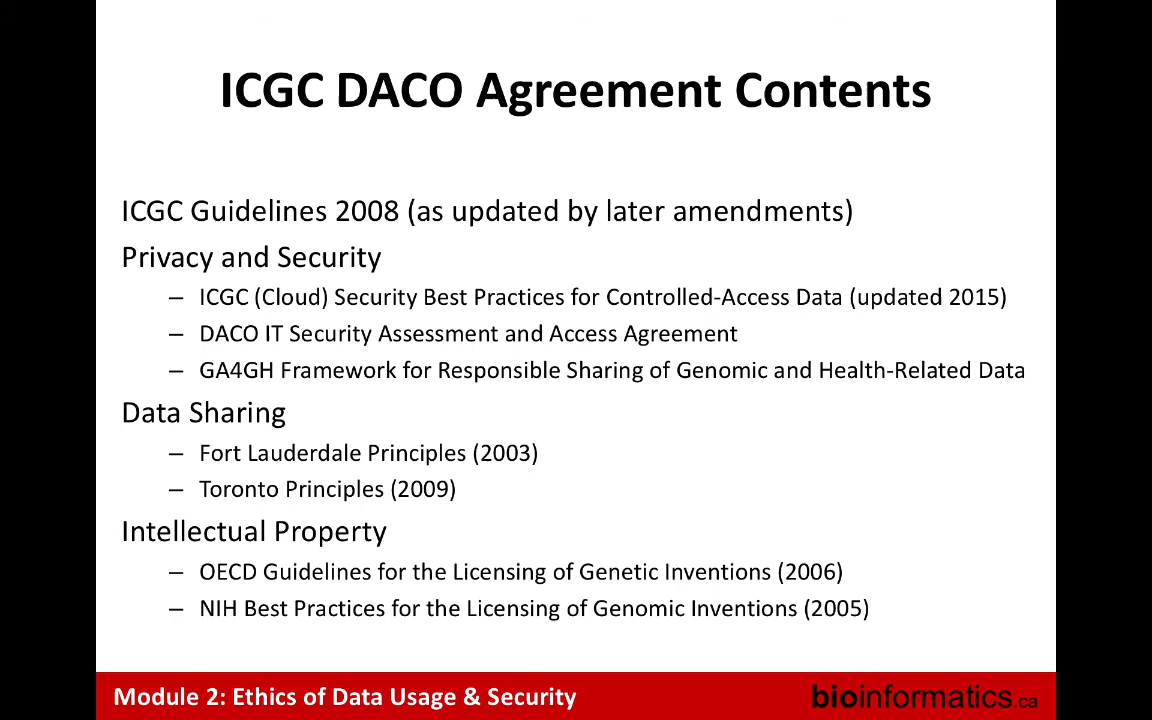 ICGC DACO Agreement Contents
ICGC Guidelines 2008 (as updated by later amendments)
Privacy and Security
– ICGC (Cloud) Security Best Practices for Controlled-Access Data (updated 2015)
– DACO IT Security Assessment and Access Agreement
– GA4GH Framework for Responsible Sharing of Genomic and Health-Related Data
Data Sharing
– Fort Lauderdale Principles (2003)
– Toronto Principles (2009)
Intellectual Property
– OECD Guidelines for the Licensing of Genetic Inventions (2006)
– NIH Best Practices for the Licensing of Genomic Inventions (2005)
Module 2: Ethics of Data Usage & Security
bioinformatics.ca